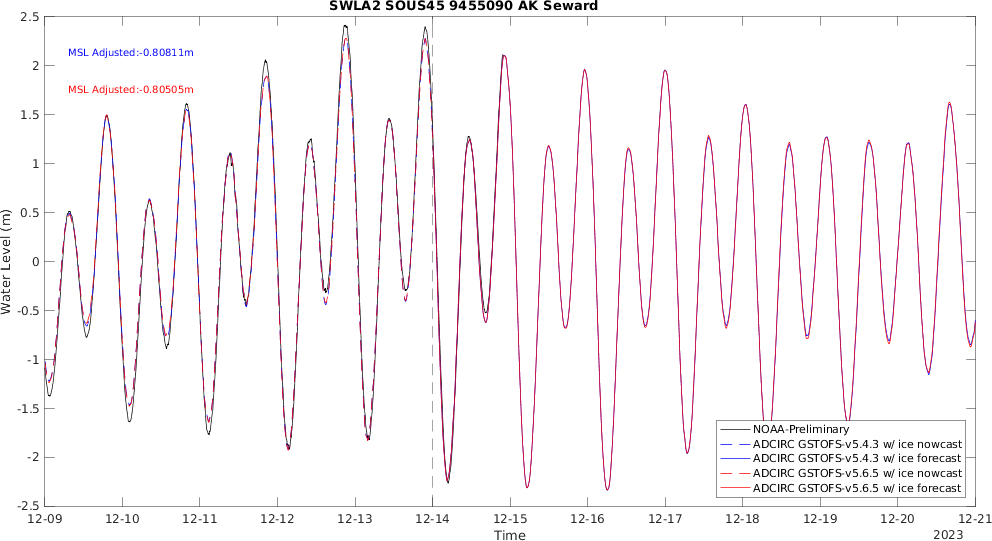 SWLA2 SOUS45 9455090 AK Seward
MSL Adjusted:-0.80811m
MSL Adjusted:-0.80505m
Water Level (m)
2.5
2
1.5
1
0.5
0
-0.5
-1
-1.5
-2
-2.5
NOAA-Preliminary
ADCIRC GSTOFS-v5.4.3 w/ ice nowcast
ADCIRC GSTOFS-v5.4.3 w/ ice forecast
ADCIRC GSTOFS-v5.6.5 w/ ice nowcast
ADCIRC GSTOFS-v5.6.5 w/ ice forecast
12-09 12-10 12-11 12-12 12-13 12-14 12-15 12-16 12-17 12-18 12-19 12-20 12-21
Time
2023